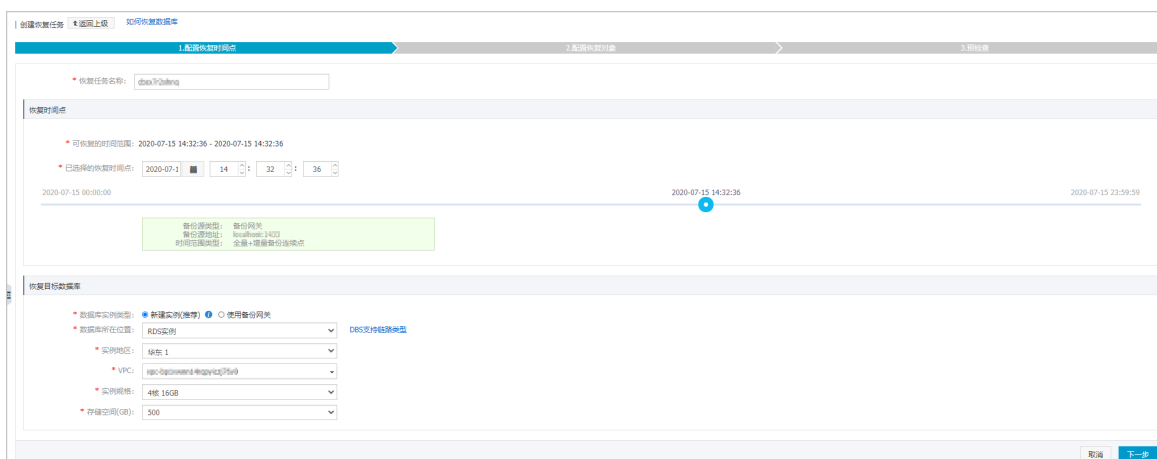 创建恢复任务 返回上级 如何恢复数据库
1.配置恢复时间点 2.配置恢复对象 3.预检查
* 恢复任务名称:
恢复时间点
* 可恢复的时间范围: 2020-07-15 14:32:36 - 2020-07-15 14:32:36
* 已选择的恢复时间点: 2020-07-1 14 : 32 : 36
2020-07-15 00:00:00 2020-07-15 14:32:36 2020-07-15 23:59:59
备份源类型: 备份网关
备份源地址:
时间范围类型: 全量+增量备份连续点
恢复目标数据库
* 数据库实例类型: 新建实例(推荐) 使用备份网关
* 数据库所在位置: RDS实例 DBS支持链路类型
* 实例地区: 华东 1
* VPC:
* 实例规格: 4核 16GB
* 存储空间(GB): 500
取消 下一步